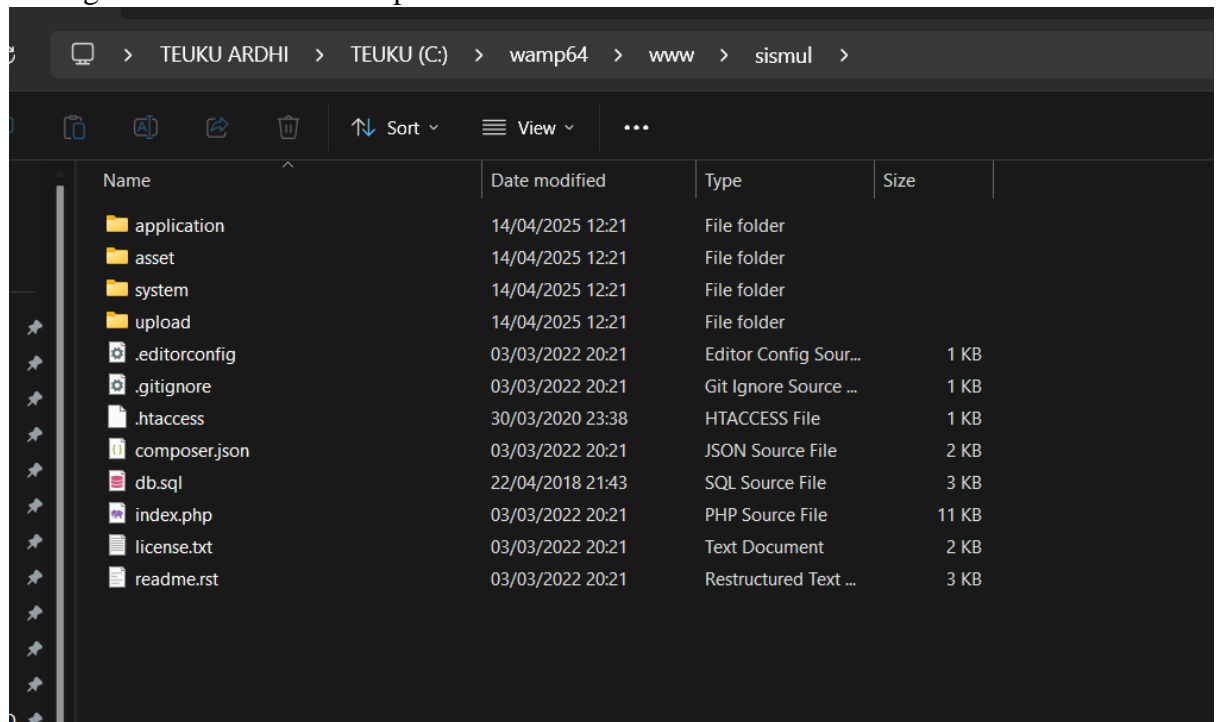 TEUKU ARDHI > TEUKU (C:) > wamp64 > www > sismul >
Sort View
Name Date modified Type Size
application 14/04/2025 12:21 File folder
asset 14/04/2025 12:21 File folder
system 14/04/2025 12:21 File folder
upload 14/04/2025 12:21 File folder
.editorconfig 03/03/2022 20:21 Editor Config Sour... 1 KB
.gitignore 03/03/2022 20:21 Git Ignore Source ... 1 KB
.htaccess 30/03/2020 23:38 HTACCESS File 1 KB
composer.json 03/03/2022 20:21 JSON Source File 2 KB
db.sql 22/04/2018 21:43 SQL Source File 3 KB
index.php 03/03/2022 20:21 PHP Source File 11 KB
license.txt 03/03/2022 20:21 Text Document 2 KB
readme.rst 03/03/2022 20:21 Restructured Text ... 3 KB